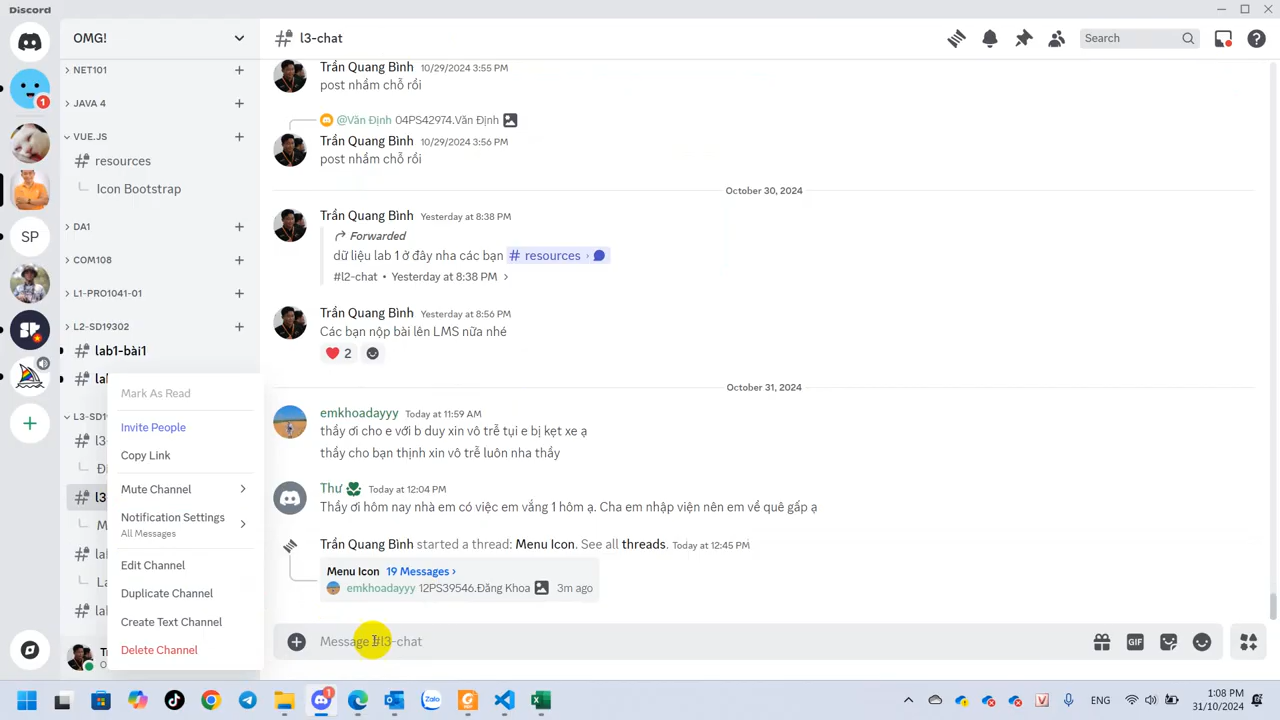 Discord
OMG!
l3-chat
Search
NET101
JAVA 4
VUE.JS
resources
Icon Bootstrap
DA1
COM108
L1-PRO1041-01
L2-SD19302
lab1-bài1
SP
1
Mark As Read
Invite People
Copy Link
Mute Channel
Notification Settings
All Messages
Edit Channel
Duplicate Channel
Create Text Channel
Delete Channel
Trần Quang Bình 10/29/2024 3:55 PM
post nhầm chỗ rồi
@Văn Định 04PS42974.Văn Định
Trần Quang Bình 10/29/2024 3:56 PM
post nhầm chỗ rồi
October 30, 2024
Trần Quang Bình Yesterday at 8:38 PM
Forwarded
dữ liệu lab 1 ở đây nha các bạn # resources ›
#l2-chat • Yesterday at 8:38 PM ›
Trần Quang Bình Yesterday at 8:56 PM
Các bạn nộp bài lên LMS nữa nhé
2
October 31, 2024
emkhoadayyy Today at 11:59 AM
thầy ơi cho e với b duy xin vô trễ tụi e bị kẹt xe ạ
thầy cho bạn thịnh xin vô trễ luôn nha thầy
Thư Today at 12:04 PM
Thầy ơi hôm nay nhà em có việc em vắng 1 hôm ạ. Cha em nhập viện nên em về quê gấp ạ
Trần Quang Bình started a thread: Menu Icon. See all threads. Today at 12:45 PM
Menu Icon 19 Messages ›
emkhoadayyy 12PS39546.Đăng Khoa 3m ago
Message #l3-chat
GIF
Zalo
ENG
1:08 PM
31/10/2024